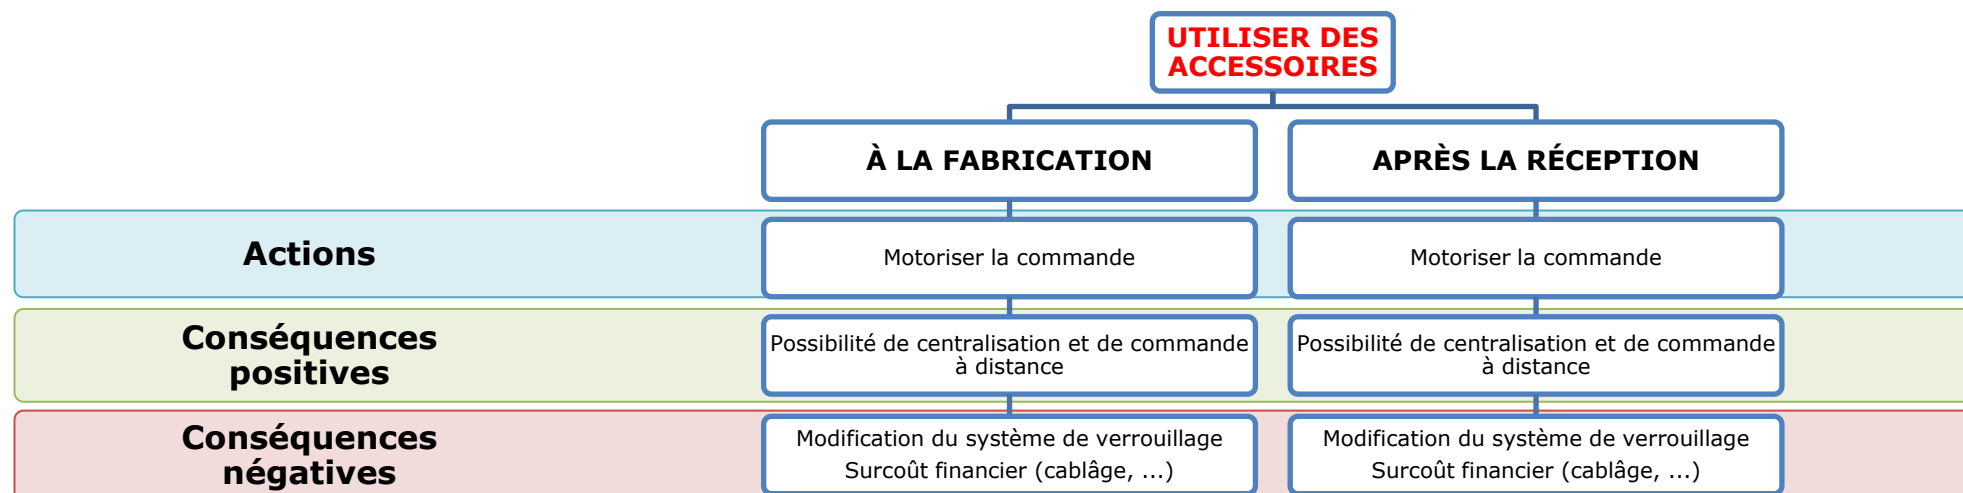 UTILISER DES
ACCESSOIRES
À LA FABRICATION
APRÈS LA RÉCEPTION
Actions
Motoriser la commande
Motoriser la commande
Conséquences
positives
Possibilité de centralisation et de commande
à distance
Possibilité de centralisation et de commande
à distance
Conséquences
négatives
Modification du système de verrouillage
Surcoût financier (cablâge, ...)
Modification du système de verrouillage
Surcoût financier (cablâge, ...)